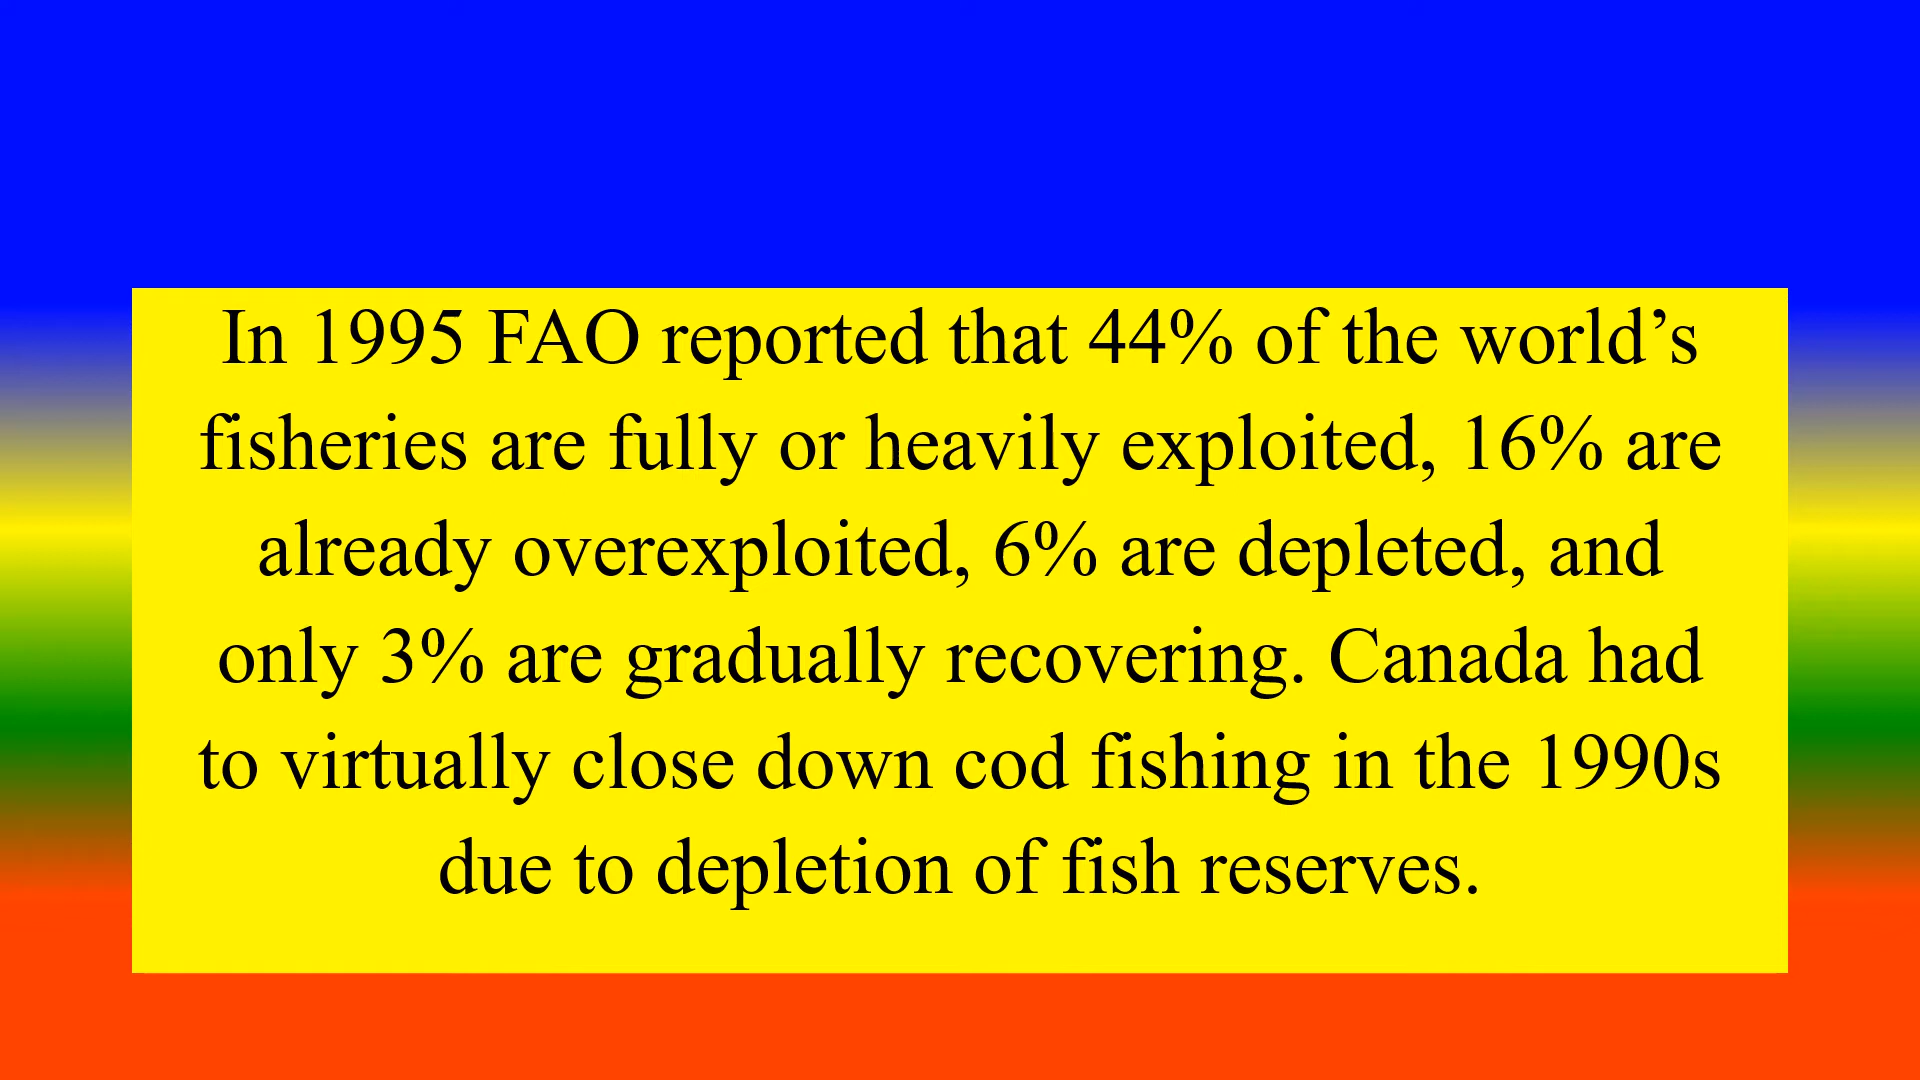 In 1995 FAO reported that 44% of the world’s
fisheries are fully or heavily exploited, 16% are
already overexploited, 6% are depleted, and
only 3% are gradually recovering. Canada had
to virtually close down cod fishing in the 1990s
due to depletion of fish reserves.